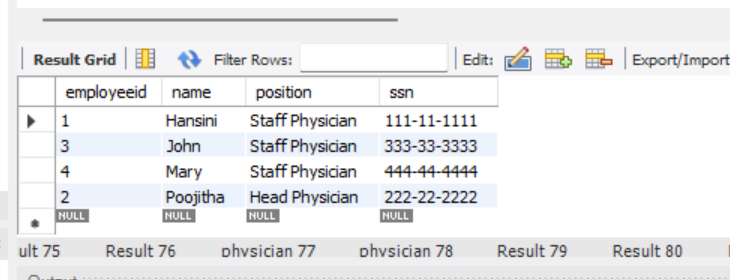 Result Grid Filter Rows: Edit: Export/Import
employeeid name position ssn
1 Hansini Staff Physician 111-11-1111
3 John Staff Physician 333-33-3333
4 Mary Staff Physician 444-44-4444
2 Poojitha Head Physician 222-22-2222
NULL NULL NULL NULL
ult 75 Result 76 physician 77 physician 78 Result 79 Result 80
Output